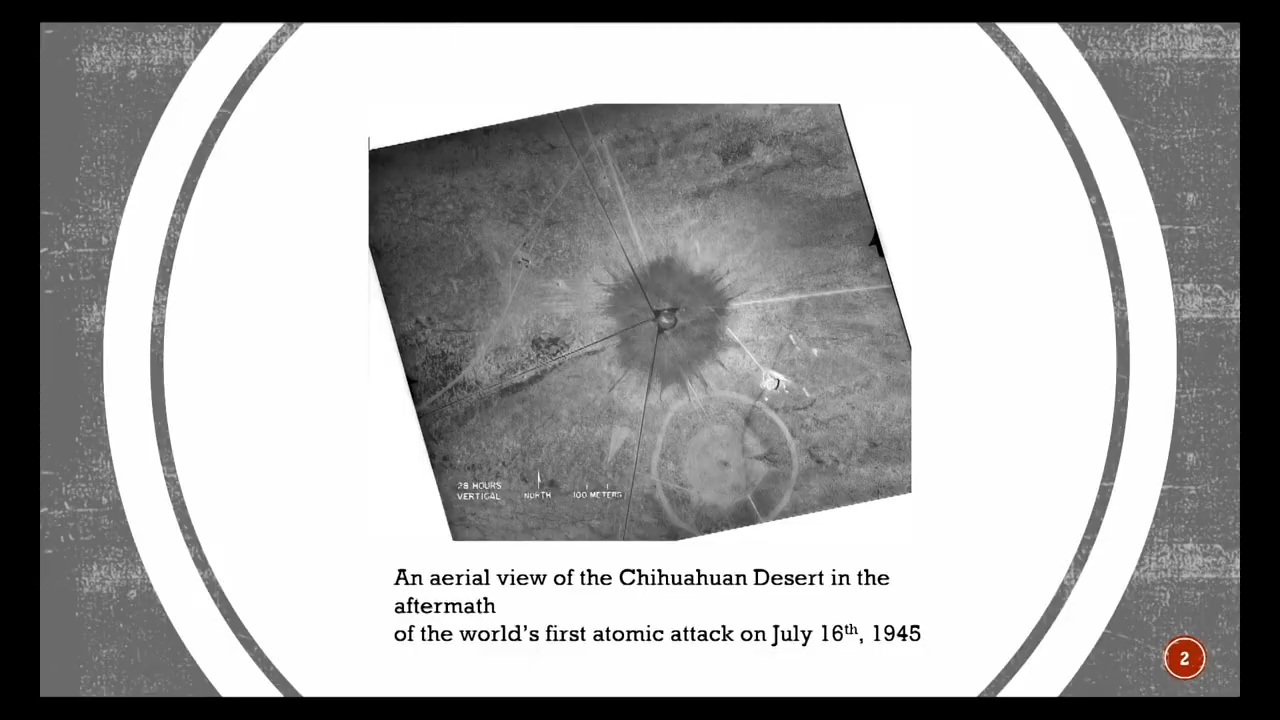 28 HOURS
VERTICAL
NORTH
100 METERS
An aerial view of the Chihuahuan Desert in the
aftermath
of the world's first atomic attack on July 16th, 1945
2